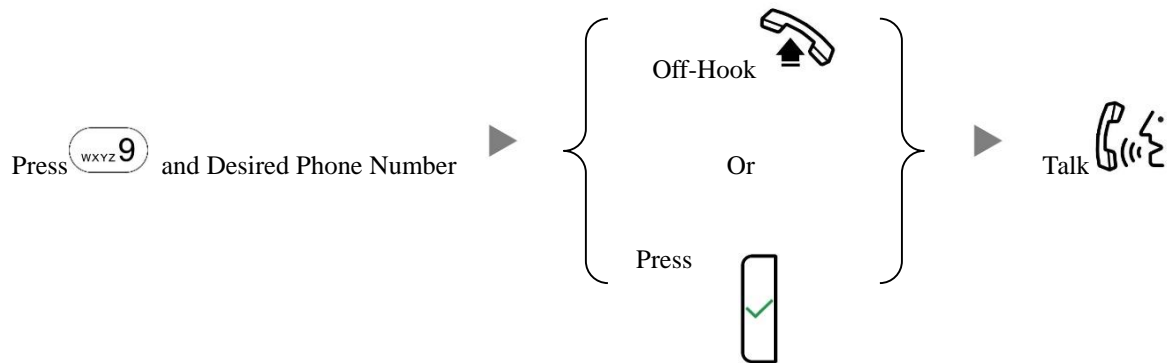 Off-Hook
Press WXYZ 9 and Desired Phone Number
Or
Talk
Press